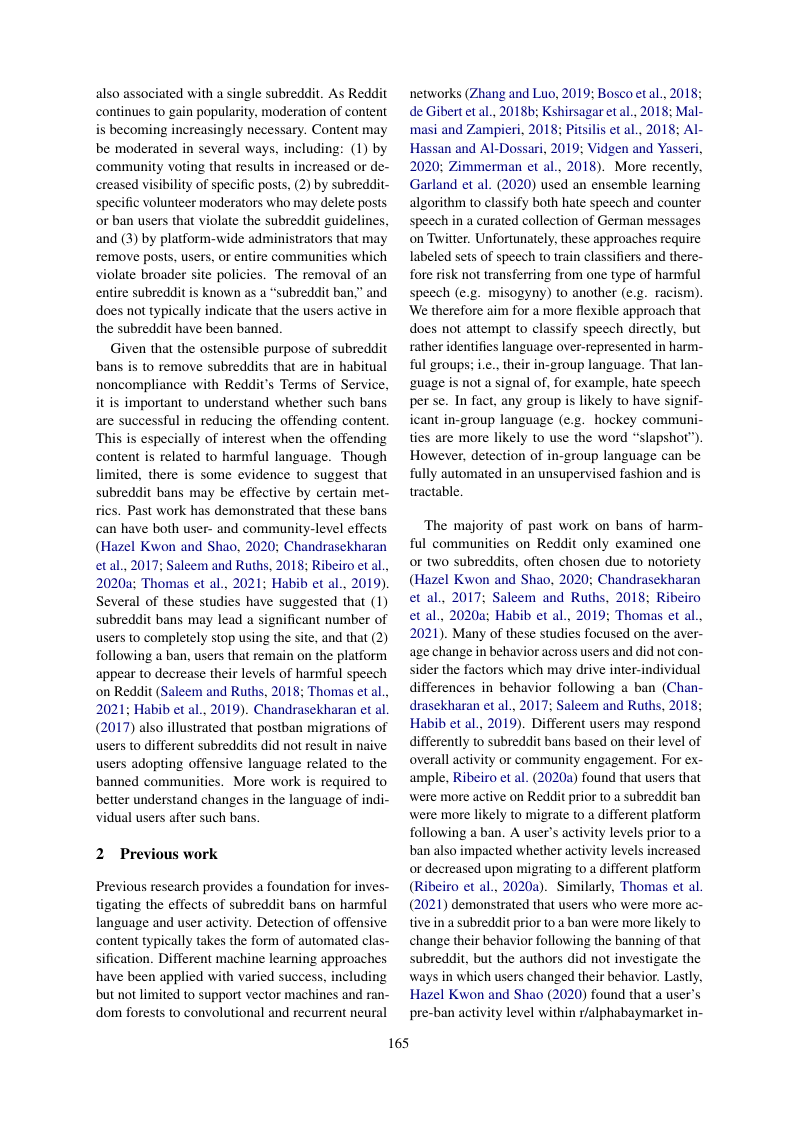 also associated with a single subreddit. As Reddit
continues to gain popularity, moderation of content
is becoming increasingly necessary. Content may
be moderated in several ways, including: (1) by
community voting that results in increased or de-
creased visibility of specific posts, (2) by subreddit-
specific volunteer moderators who may delete posts
or ban users that violate the subreddit guidelines,
and (3) by platform-wide administrators that may
remove posts, users, or entire communities which
violate broader site policies. The removal of an
entire subreddit is known as a “subreddit ban,” and
does not typically indicate that the users active in
the subreddit have been banned.
Given that the ostensible purpose of subreddit
bans is to remove subreddits that are in habitual
noncompliance with Reddit’s Terms of Service,
it is important to understand whether such bans
are successful in reducing the offending content.
This is especially of interest when the offending
content is related to harmful language. Though
limited, there is some evidence to suggest that
subreddit bans may be effective by certain met-
rics. Past work has demonstrated that these bans
can have both user- and community-level effects
(Hazel Kwon and Shao, 2020; Chandrasekharan
et al., 2017; Saleem and Ruths, 2018; Ribeiro et al.,
2020a; Thomas et al., 2021; Habib et al., 2019).
Several of these studies have suggested that (1)
subreddit bans may lead a significant number of
users to completely stop using the site, and that (2)
following a ban, users that remain on the platform
appear to decrease their levels of harmful speech
on Reddit (Saleem and Ruths, 2018; Thomas et al.,
2021; Habib et al., 2019). Chandrasekharan et al.
(2017) also illustrated that postban migrations of
users to different subreddits did not result in naive
users adopting offensive language related to the
banned communities. More work is required to
better understand changes in the language of indi-
vidual users after such bans.
2 Previous work
Previous research provides a foundation for inves-
tigating the effects of subreddit bans on harmful
language and user activity. Detection of offensive
content typically takes the form of automated clas-
sification. Different machine learning approaches
have been applied with varied success, including
but not limited to support vector machines and ran-
dom forests to convolutional and recurrent neural
networks (Zhang and Luo, 2019; Bosco et al., 2018;
de Gibert et al., 2018b; Kshirsagar et al., 2018; Mal-
masi and Zampieri, 2018; Pitsilis et al., 2018; Al-
Hassan and Al-Dossari, 2019; Vidgen and Yasseri,
2020; Zimmerman et al., 2018). More recently,
Garland et al. (2020) used an ensemble learning
algorithm to classify both hate speech and counter
speech in a curated collection of German messages
on Twitter. Unfortunately, these approaches require
labeled sets of speech to train classifiers and there-
fore risk not transferring from one type of harmful
speech (e.g. misogyny) to another (e.g. racism).
We therefore aim for a more flexible approach that
does not attempt to classify speech directly, but
rather identifies language over-represented in harm-
ful groups; i.e., their in-group language. That lan-
guage is not a signal of, for example, hate speech
per se. In fact, any group is likely to have signif-
icant in-group language (e.g. hockey communi-
ties are more likely to use the word “slapshot”).
However, detection of in-group language can be
fully automated in an unsupervised fashion and is
tractable.
The majority of past work on bans of harm-
ful communities on Reddit only examined one
or two subreddits, often chosen due to notoriety
(Hazel Kwon and Shao, 2020; Chandrasekharan
et al., 2017; Saleem and Ruths, 2018; Ribeiro
et al., 2020a; Habib et al., 2019; Thomas et al.,
2021). Many of these studies focused on the aver-
age change in behavior across users and did not con-
sider the factors which may drive inter-individual
differences in behavior following a ban (Chan-
drasekharan et al., 2017; Saleem and Ruths, 2018;
Habib et al., 2019). Different users may respond
differently to subreddit bans based on their level of
overall activity or community engagement. For ex-
ample, Ribeiro et al. (2020a) found that users that
were more active on Reddit prior to a subreddit ban
were more likely to migrate to a different platform
following a ban. A user’s activity levels prior to a
ban also impacted whether activity levels increased
or decreased upon migrating to a different platform
(Ribeiro et al., 2020a). Similarly, Thomas et al.
(2021) demonstrated that users who were more ac-
tive in a subreddit prior to a ban were more likely to
change their behavior following the banning of that
subreddit, but the authors did not investigate the
ways in which users changed their behavior. Lastly,
Hazel Kwon and Shao (2020) found that a user’s
pre-ban activity level within r/alphabaymarket in-
165